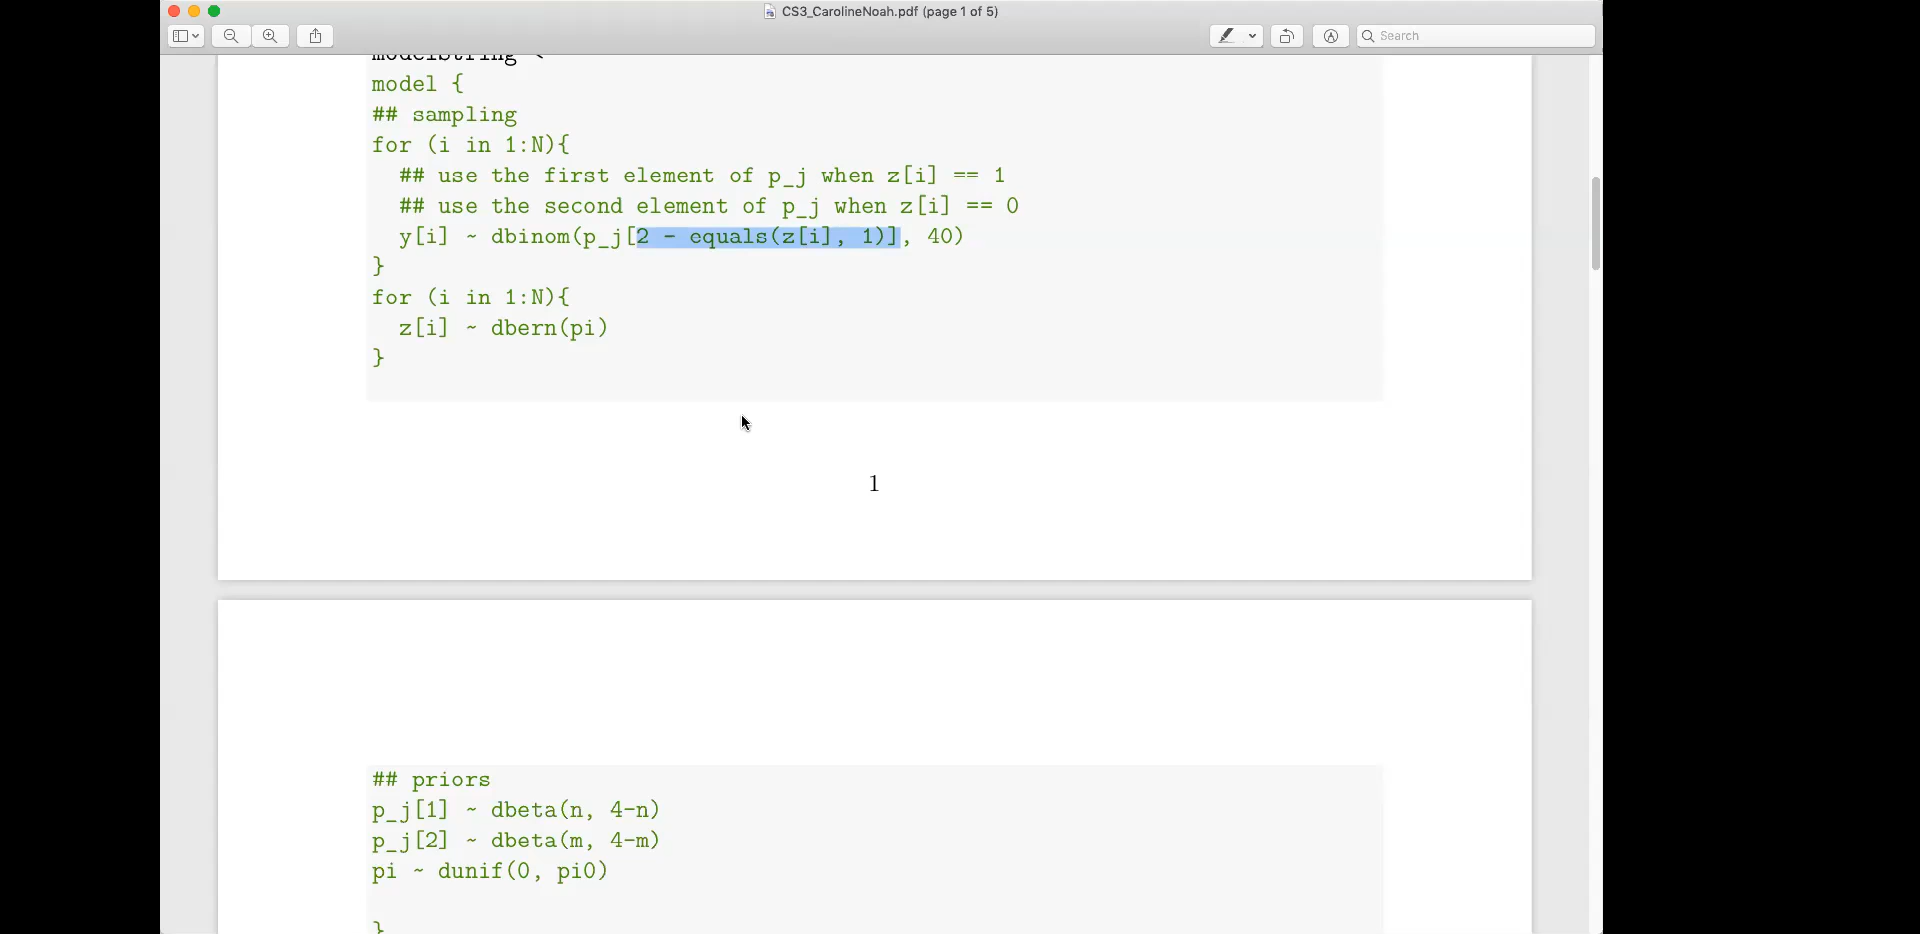 CS3_CarolineNoah.pdf (page 1 of 5)
Search
model {
## sampling
for (i in 1:N){
## use the first element of p_j when z[i] == 1
## use the second element of p_j when z[i] == 0
y[i] ~ dbinom(p_j[2 - equals(z[i], 1)], 40)
}
for (i in 1:N){
z[i] ~ dbern(pi)
}
1
## priors
p_j[1] ~ dbeta(n, 4-n)
p_j[2] ~ dbeta(m, 4-m)
pi ~ dunif(0, pi0)
}